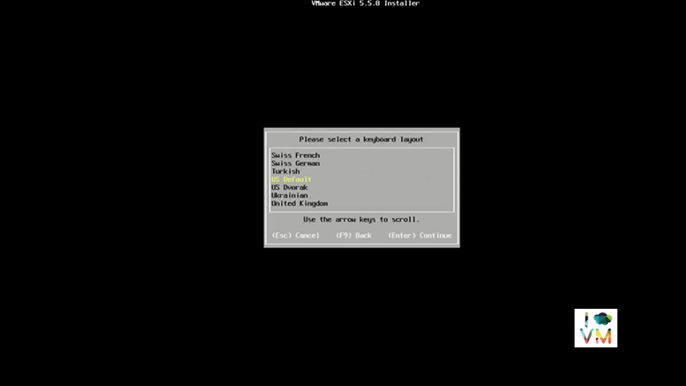 VMware ESXi 5.5.0 Installer
Please select a keyboard layout
Swiss French
Swiss German
Turkish
US Default
US Dvorak
Ukrainian
United Kingdom
Use the arrow keys to scroll.
(Esc) Cancel (F9) Back (Enter) Continue
I
VM